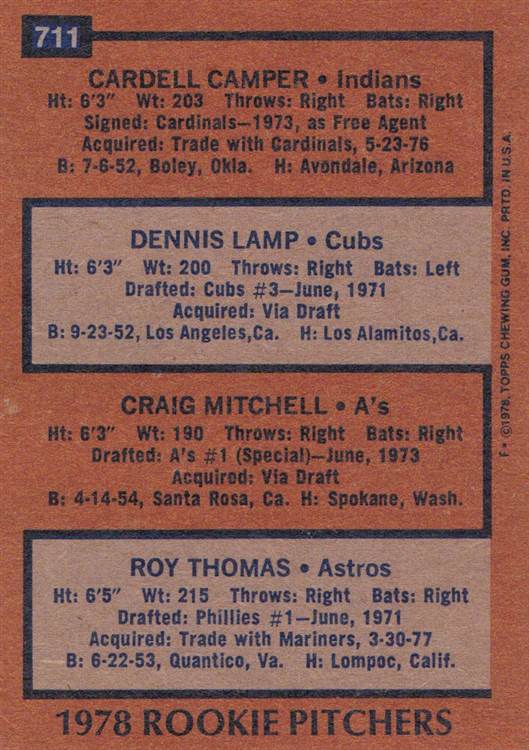 711
CARDELL CAMPER • Indians
Ht: 6'3" Wt: 203 Throws: Right Bats: Right
Signed: Cardinals—1973, as Free Agent
Acquired: Trade with Cardinals, 5-23-76
B: 7-6-52, Boley, Okla. H: Avondale, Arizona
DENNIS LAMP • Cubs
Ht: 6'3" Wt: 200 Throws: Right Bats: Left
Drafted: Cubs #3—June, 1971
Acquired: Via Draft
B: 9-23-52, Los Angeles,Ca. H: Los Alamitos,Ca.
CRAIG MITCHELL • A's
Ht: 6'3" Wt: 190 Throws: Right Bats: Right
Drafted: A's #1 (Special)—June, 1973
Acquired: Via Draft
B: 4-14-54, Santa Rosa, Ca. H: Spokane, Wash.
ROY THOMAS • Astros
Ht: 6'5" Wt: 215 Throws: Right Bats: Right
Drafted: Phillies #1—June, 1971
Acquired: Trade with Mariners, 3-30-77
B: 6-22-53, Quantico, Va. H: Lompoc, Calif.
1978 ROOKIE PITCHERS
F* ©1978, TOPPS CHEWING GUM, INC. PRTD. IN U.S.A.